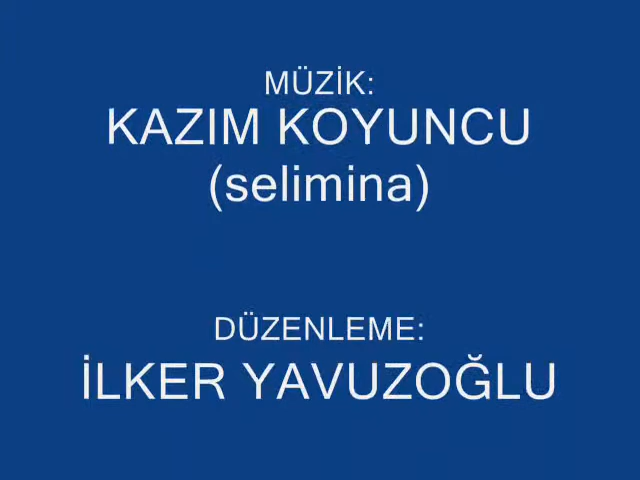 MÜZİK:
KAZIM KOYUNCU
(selimina)
DÜZENLEME:
İLKER YAVUZOĞLU